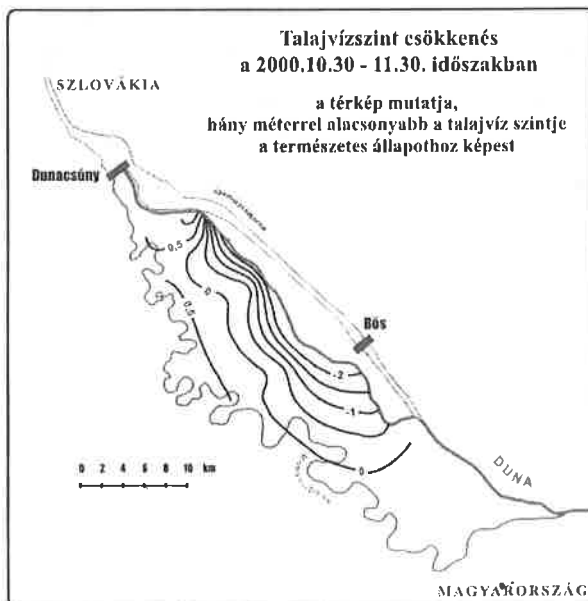 Talajvízszint csökkenés
a 2000.10.30 - 11.30. időszakban
SZLOVÁKIA
a térkép mutatja,
hány méterrel alacsonyabb a talajvíz szintje
a természetes állapothoz képest
Dunacsúny
0,5
0
0,5
Bős
-2
-1
0 2 4 6 8 10 km
0
DUNA
MAGYARORSZÁG